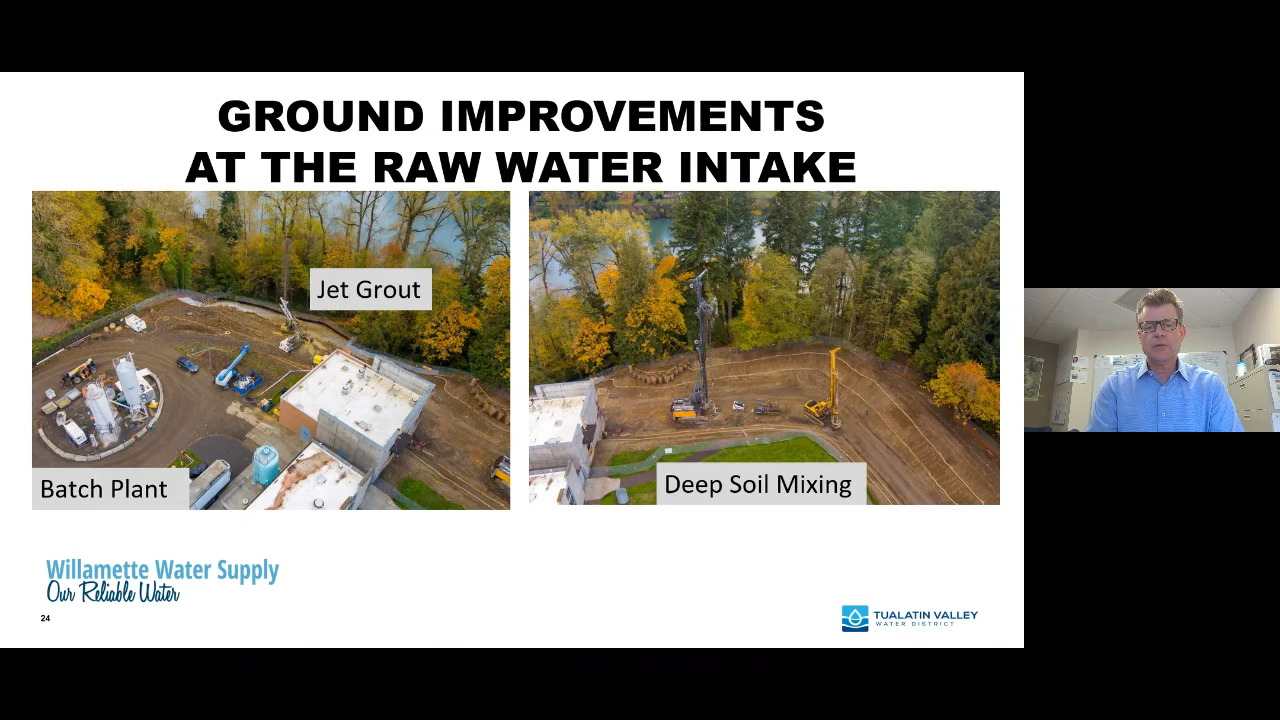 GROUND IMPROVEMENTS
AT THE RAW WATER INTAKE
Jet Grout
Batch Plant
Deep Soil Mixing
Willamette Water Supply
Our Reliable Water
24
TUALATIN VALLEY
WATER DISTRICT